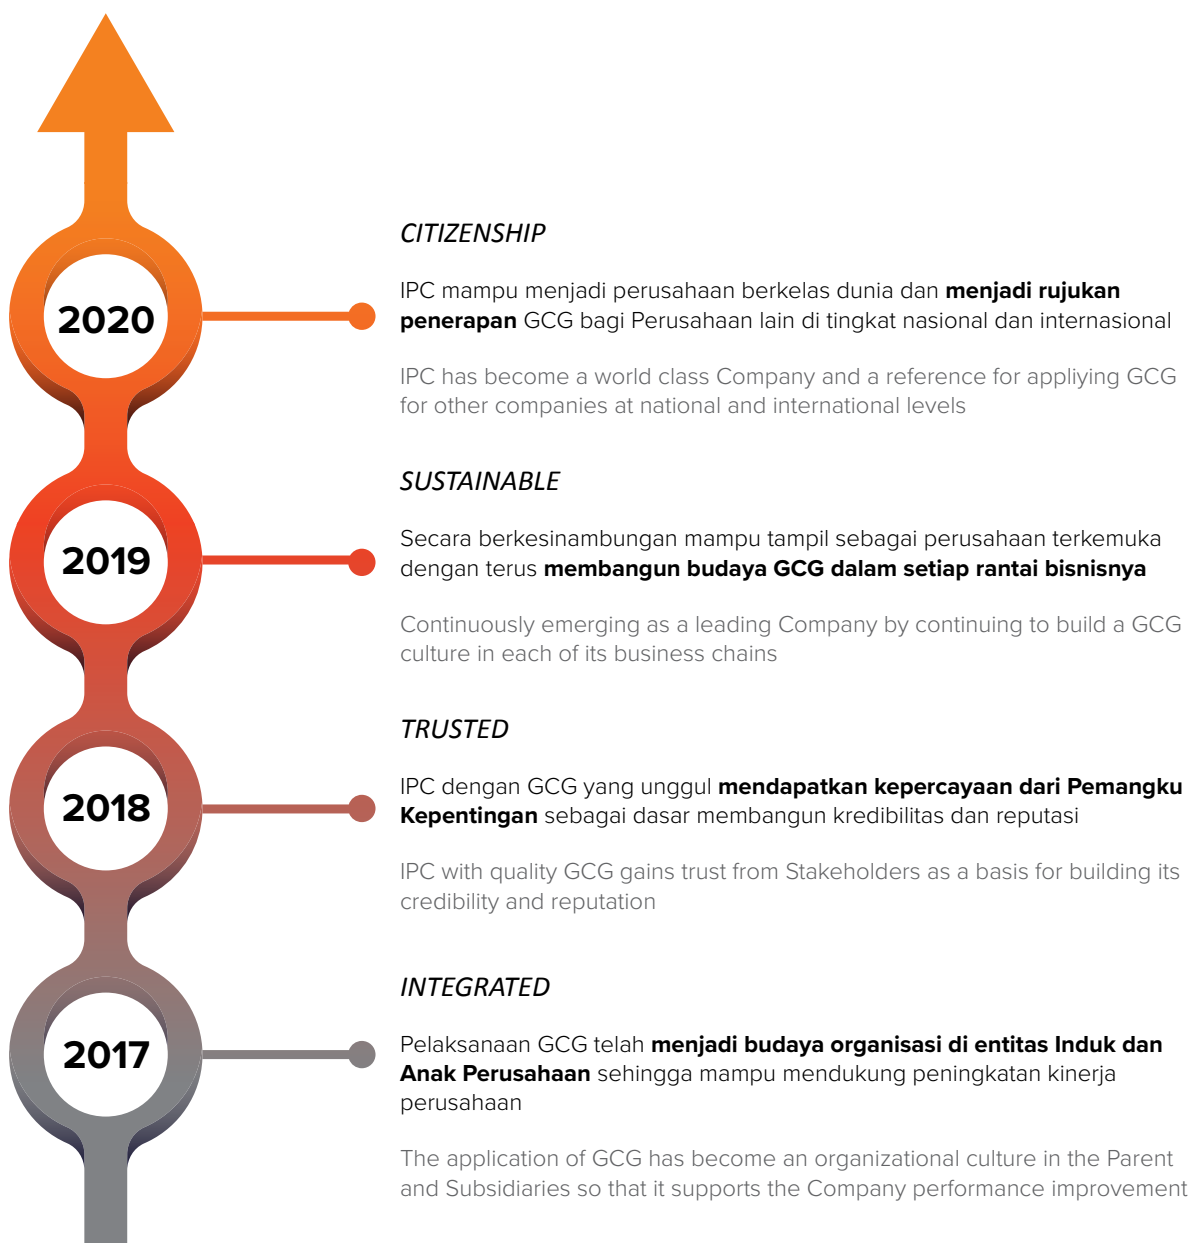 2020
CITIZENSHIP
IPC mampu menjadi perusahaan berkelas dunia dan menjadi rujukan
penerapan GCG bagi Perusahaan lain di tingkat nasional dan internasional
IPC has become a world class Company and a reference for appliying GCG
for other companies at national and international levels
2019
SUSTAINABLE
Secara berkesinambungan mampu tampil sebagai perusahaan terkemuka
dengan terus membangun budaya GCG dalam setiap rantai bisnisnya
Continuously emerging as a leading Company by continuing to build a GCG
culture in each of its business chains
2018
TRUSTED
IPC dengan GCG yang unggul mendapatkan kepercayaan dari Pemangku
Kepentingan sebagai dasar membangun kredibilitas dan reputasi
IPC with quality GCG gains trust from Stakeholders as a basis for building its
credibility and reputation
2017
INTEGRATED
Pelaksanaan GCG telah menjadi budaya organisasi di entitas Induk dan
Anak Perusahaan sehingga mampu mendukung peningkatan kinerja
perusahaan
The application of GCG has become an organizational culture in the Parent
and Subsidiaries so that it supports the Company performance improvement